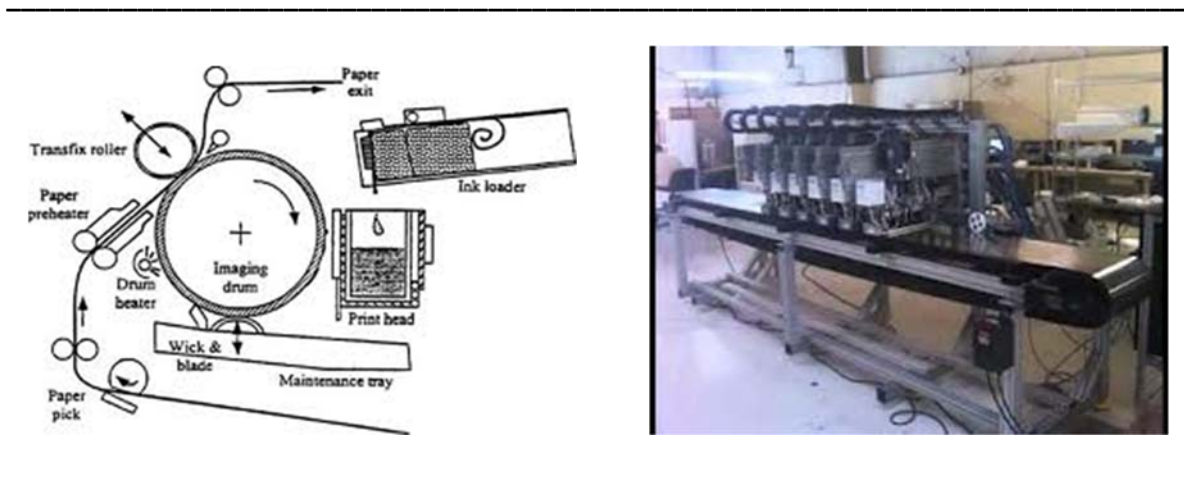 Paper
exit
Transfix roller
Ink loader
Paper
preheater
Drum
heater
Imaging
drum
Print head
Wick &
blade
Maintenance tray
Paper
pick